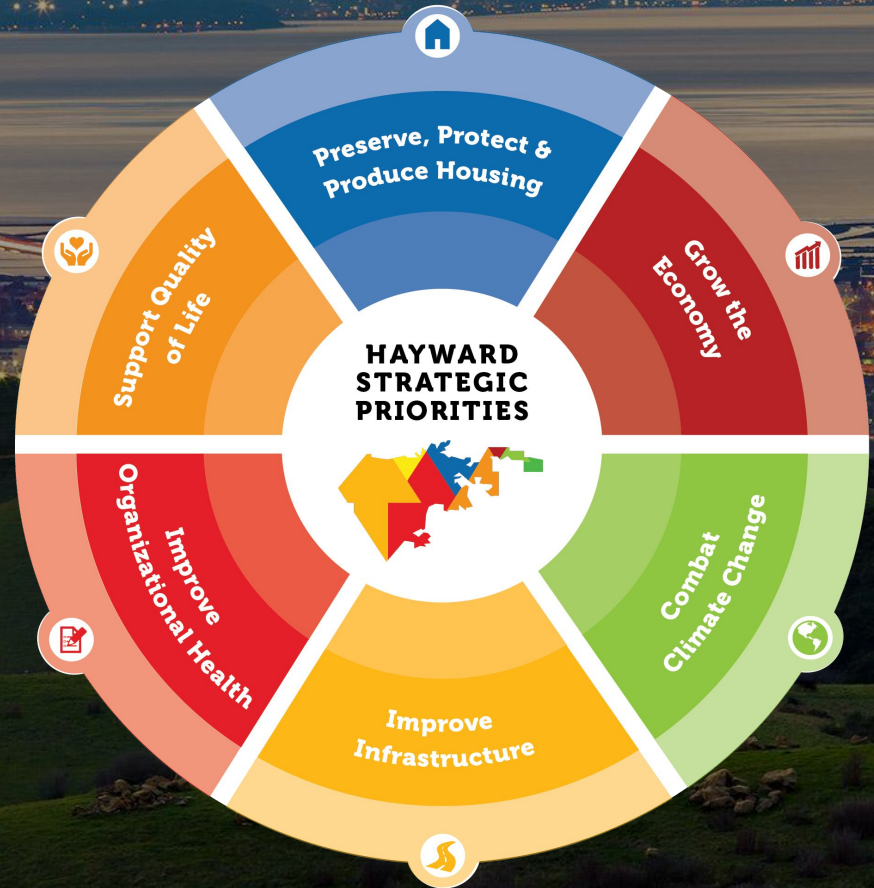 HAYWARD
STRATEGIC
PRIORITIES
Preserve, Protect &
Produce Housing
Grow the
Economy
Combat
Climate Change
Improve
Infrastructure
Improve
Organizational Health
Support Quality
of Life